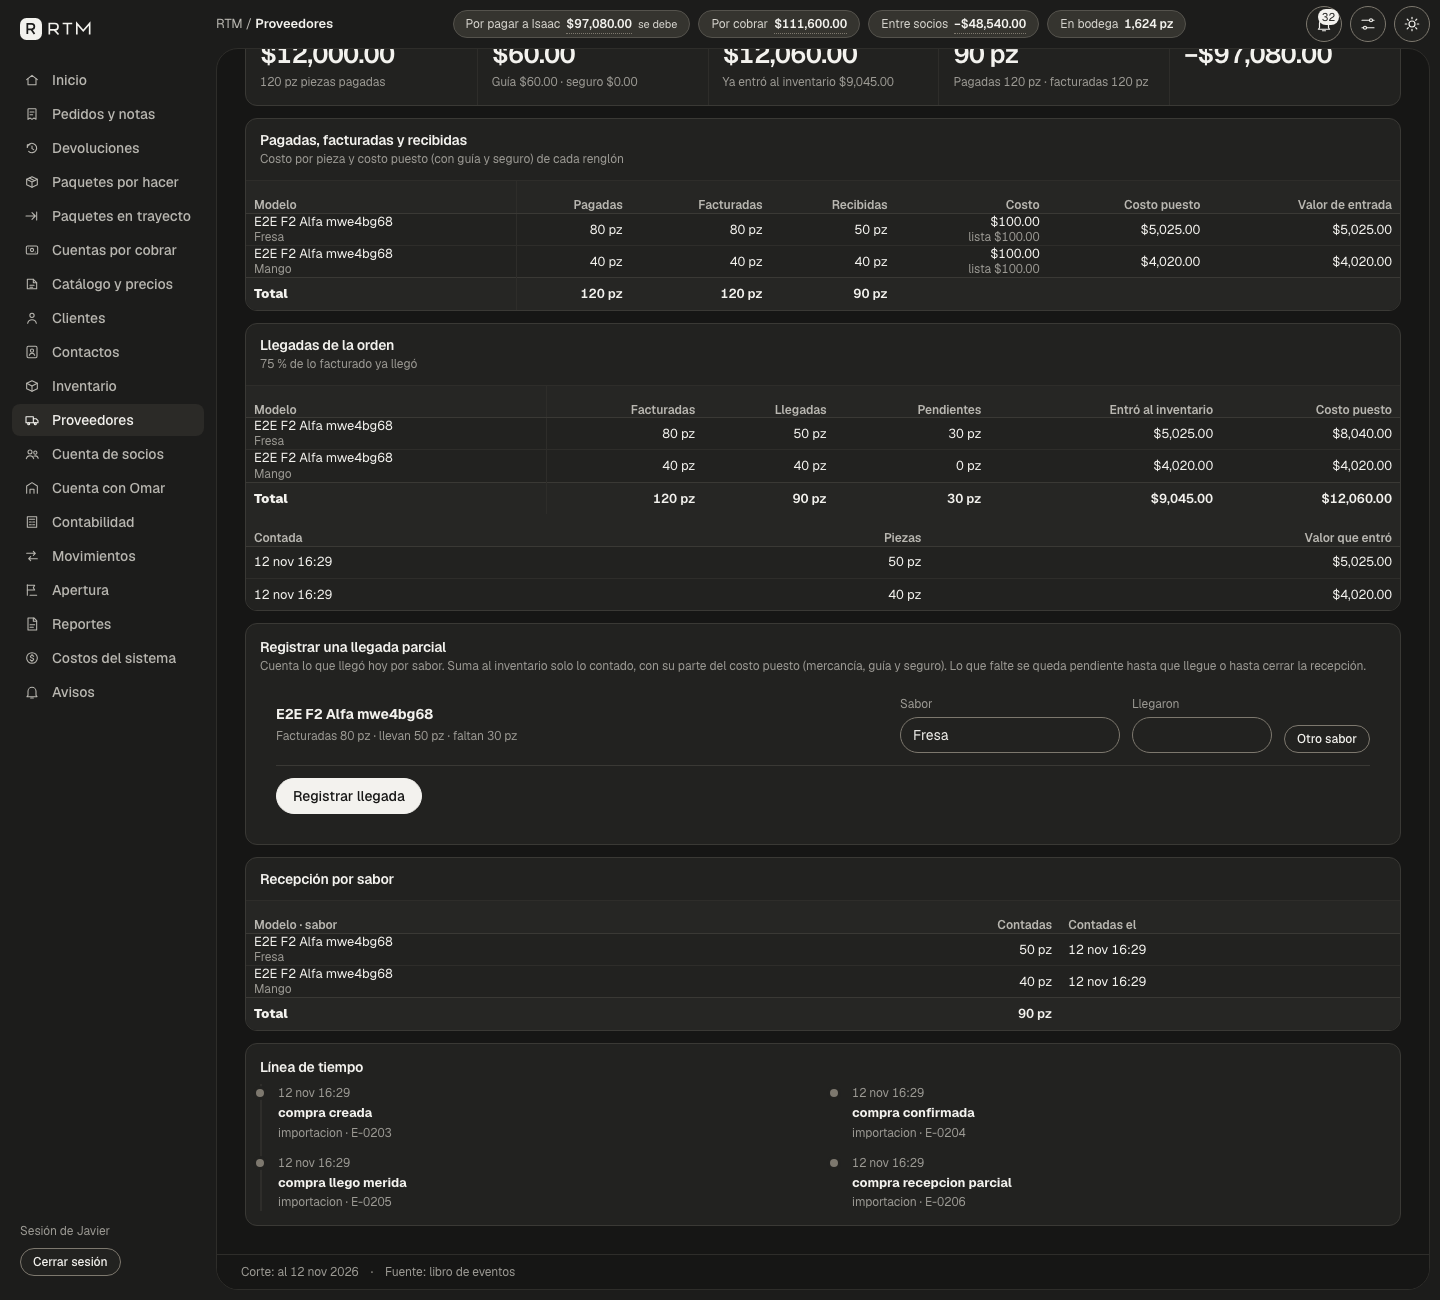 R RTM
RTM / Proveedores
Por pagar a Isaac $97,080.00 se debe
Por cobrar $111,600.00
Entre socios −$48,540.00
En bodega 1,624 pz
32
Inicio
Pedidos y notas
Devoluciones
Paquetes por hacer
Paquetes en trayecto
Cuentas por cobrar
Catálogo y precios
Clientes
Contactos
Inventario
Proveedores
Cuenta de socios
Cuenta con Omar
Contabilidad
Movimientos
Apertura
Reportes
Costos del sistema
Avisos
Sesión de Javier
Cerrar sesión
$12,000.00 $60.00 $12,060.00 90 pz −$97,080.00
120 pz piezas pagadas Guía $60.00 · seguro $0.00 Ya entró al inventario $9,045.00 Pagadas 120 pz · facturadas 120 pz
Pagadas, facturadas y recibidas
Costo por pieza y costo puesto (con guía y seguro) de cada renglón
Modelo Pagadas Facturadas Recibidas Costo Costo puesto Valor de entrada
E2E F2 Alfa mwe4bg68 80 pz 80 pz 50 pz $100.00 $5,025.00 $5,025.00
Fresa lista $100.00
E2E F2 Alfa mwe4bg68 40 pz 40 pz 40 pz $100.00 $4,020.00 $4,020.00
Mango lista $100.00
Total 120 pz 120 pz 90 pz
Llegadas de la orden
75 % de lo facturado ya llegó
Modelo Facturadas Llegadas Pendientes Entró al inventario Costo puesto
E2E F2 Alfa mwe4bg68 80 pz 50 pz 30 pz $5,025.00 $8,040.00
Fresa
E2E F2 Alfa mwe4bg68 40 pz 40 pz 0 pz $4,020.00 $4,020.00
Mango
Total 120 pz 90 pz 30 pz $9,045.00 $12,060.00
Contada Piezas Valor que entró
12 nov 16:29 50 pz $5,025.00
12 nov 16:29 40 pz $4,020.00
Registrar una llegada parcial
Cuenta lo que llegó hoy por sabor. Suma al inventario solo lo contado, con su parte del costo puesto (mercancía, guía y seguro). Lo que falte se queda pendiente hasta que llegue o hasta cerrar la recepción.
Sabor Llegaron
E2E F2 Alfa mwe4bg68
Facturadas 80 pz · llevan 50 pz · faltan 30 pz
Fresa
Otro sabor
Registrar llegada
Recepción por sabor
Modelo · sabor Contadas Contadas el
E2E F2 Alfa mwe4bg68 50 pz 12 nov 16:29
Fresa
E2E F2 Alfa mwe4bg68 40 pz 12 nov 16:29
Mango
Total 90 pz
Línea de tiempo
12 nov 16:29
compra creada
importacion · E-0203
12 nov 16:29
compra confirmada
importacion · E-0204
12 nov 16:29
compra llego merida
importacion · E-0205
12 nov 16:29
compra recepcion parcial
importacion · E-0206
Corte: al 12 nov 2026 · Fuente: libro de eventos